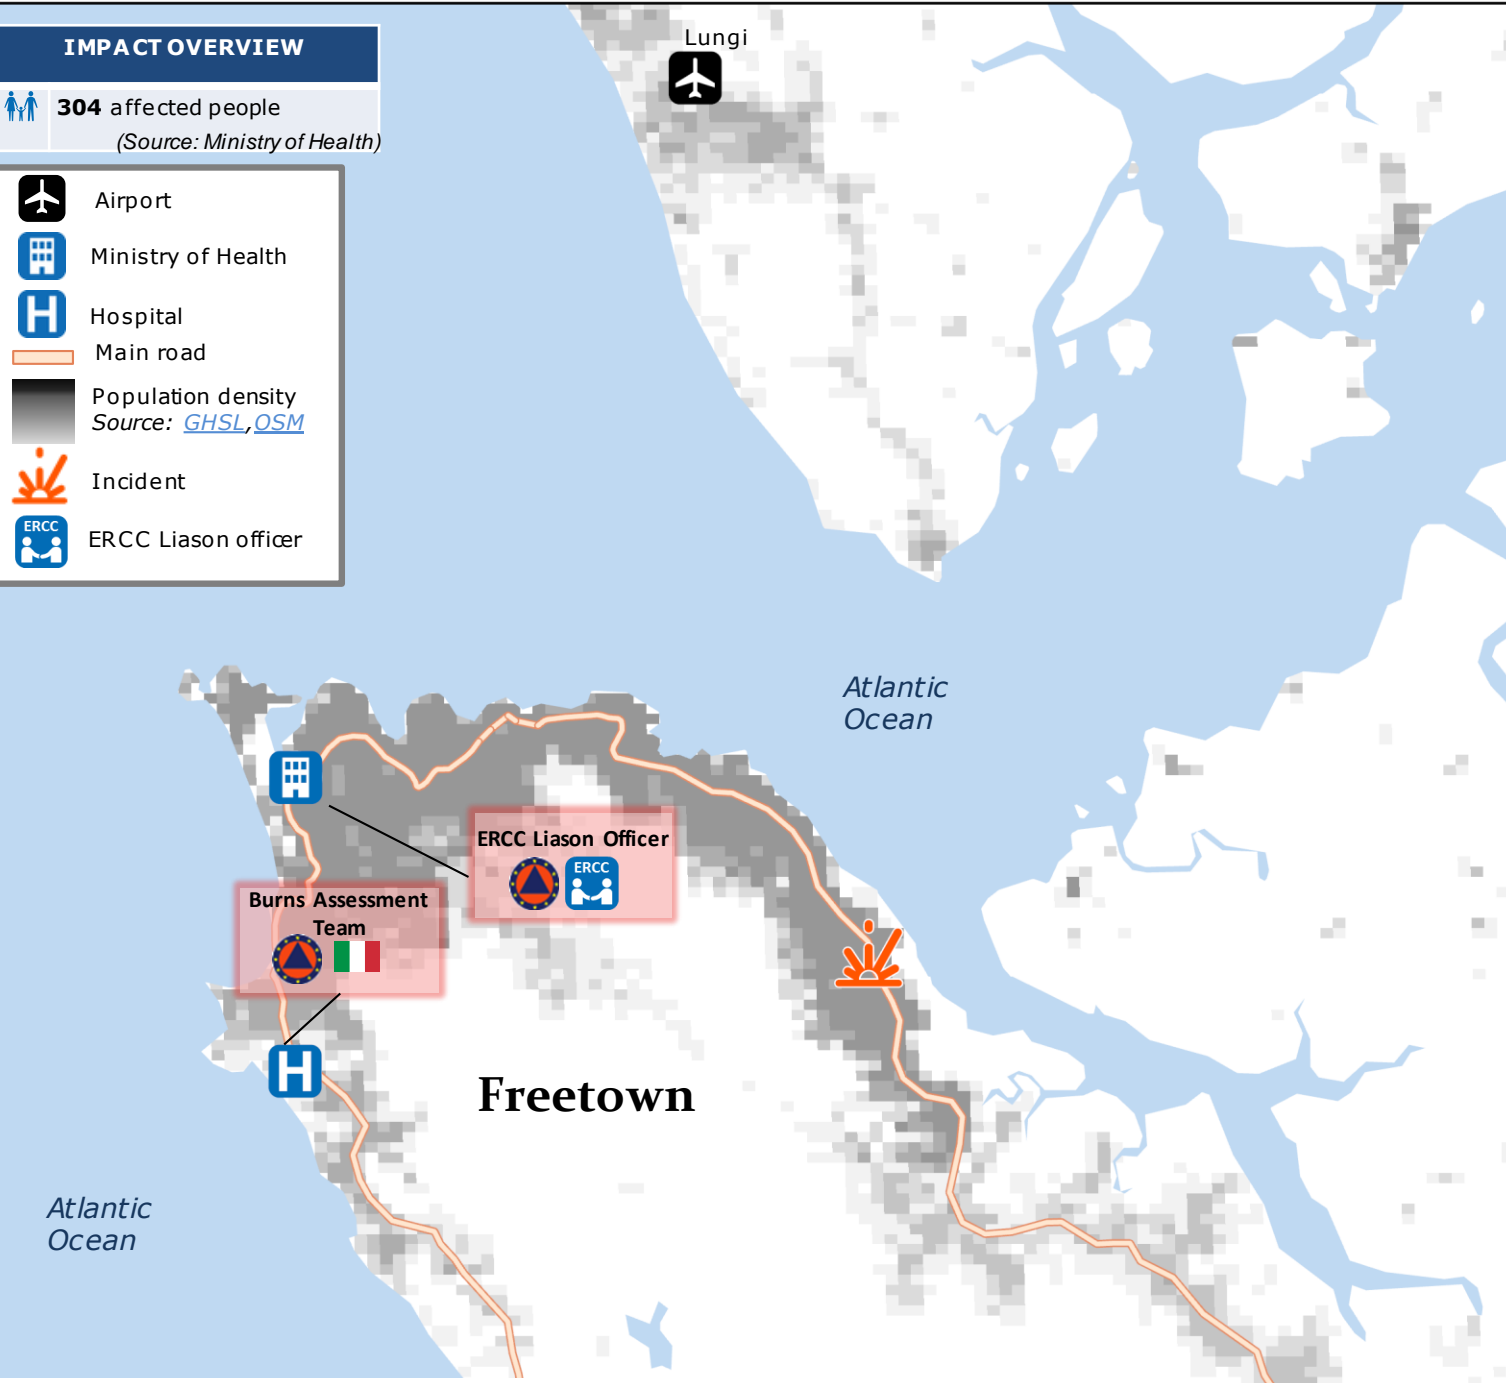 IMPACT OVERVIEW
304 affected people
(Source: Ministry of Health)
Airport
Ministry of Health
Hospital
Main road
Population density
Source: GHSL,OSM
Incident
ERCC
ERCC Liason officer
Lungi
Atlantic
Ocean
ERCC Liason Officer
ERCC
Burns Assessment
Team
H
Freetown
Atlantic
Ocean